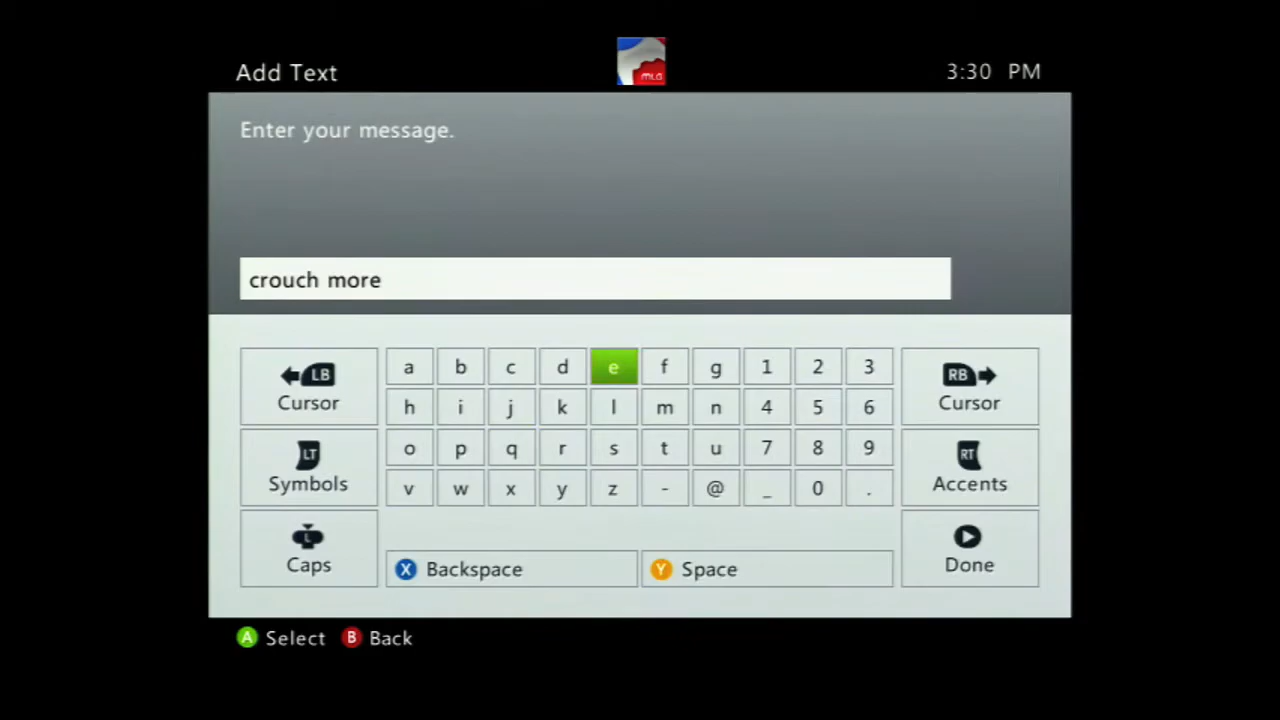 Add Text
MLG
3:30 PM
Enter your message.
crouch more
LB
Cursor
a b c d e f g 1 2 3
RB
Cursor
h i j k l m n 4 5 6
LT
Symbols
o p q r s t u 7 8 9
RT
Accents
v w x y z - @ _ 0 .
L
Caps
X Backspace
Y Space
Done
A Select B Back